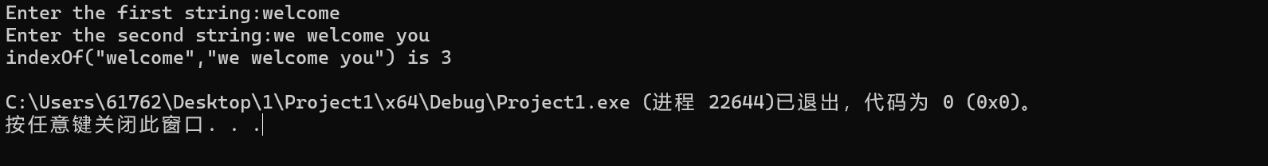 Enter the first string:welcome
Enter the second string:we welcome you
indexOf("welcome","we welcome you") is 3
C:\Users\61762\Desktop\1\Project1\x64\Debug\Project1.exe (进程 22644)已退出，代码为 0 (0x0)。
按任意键关闭此窗口. . .